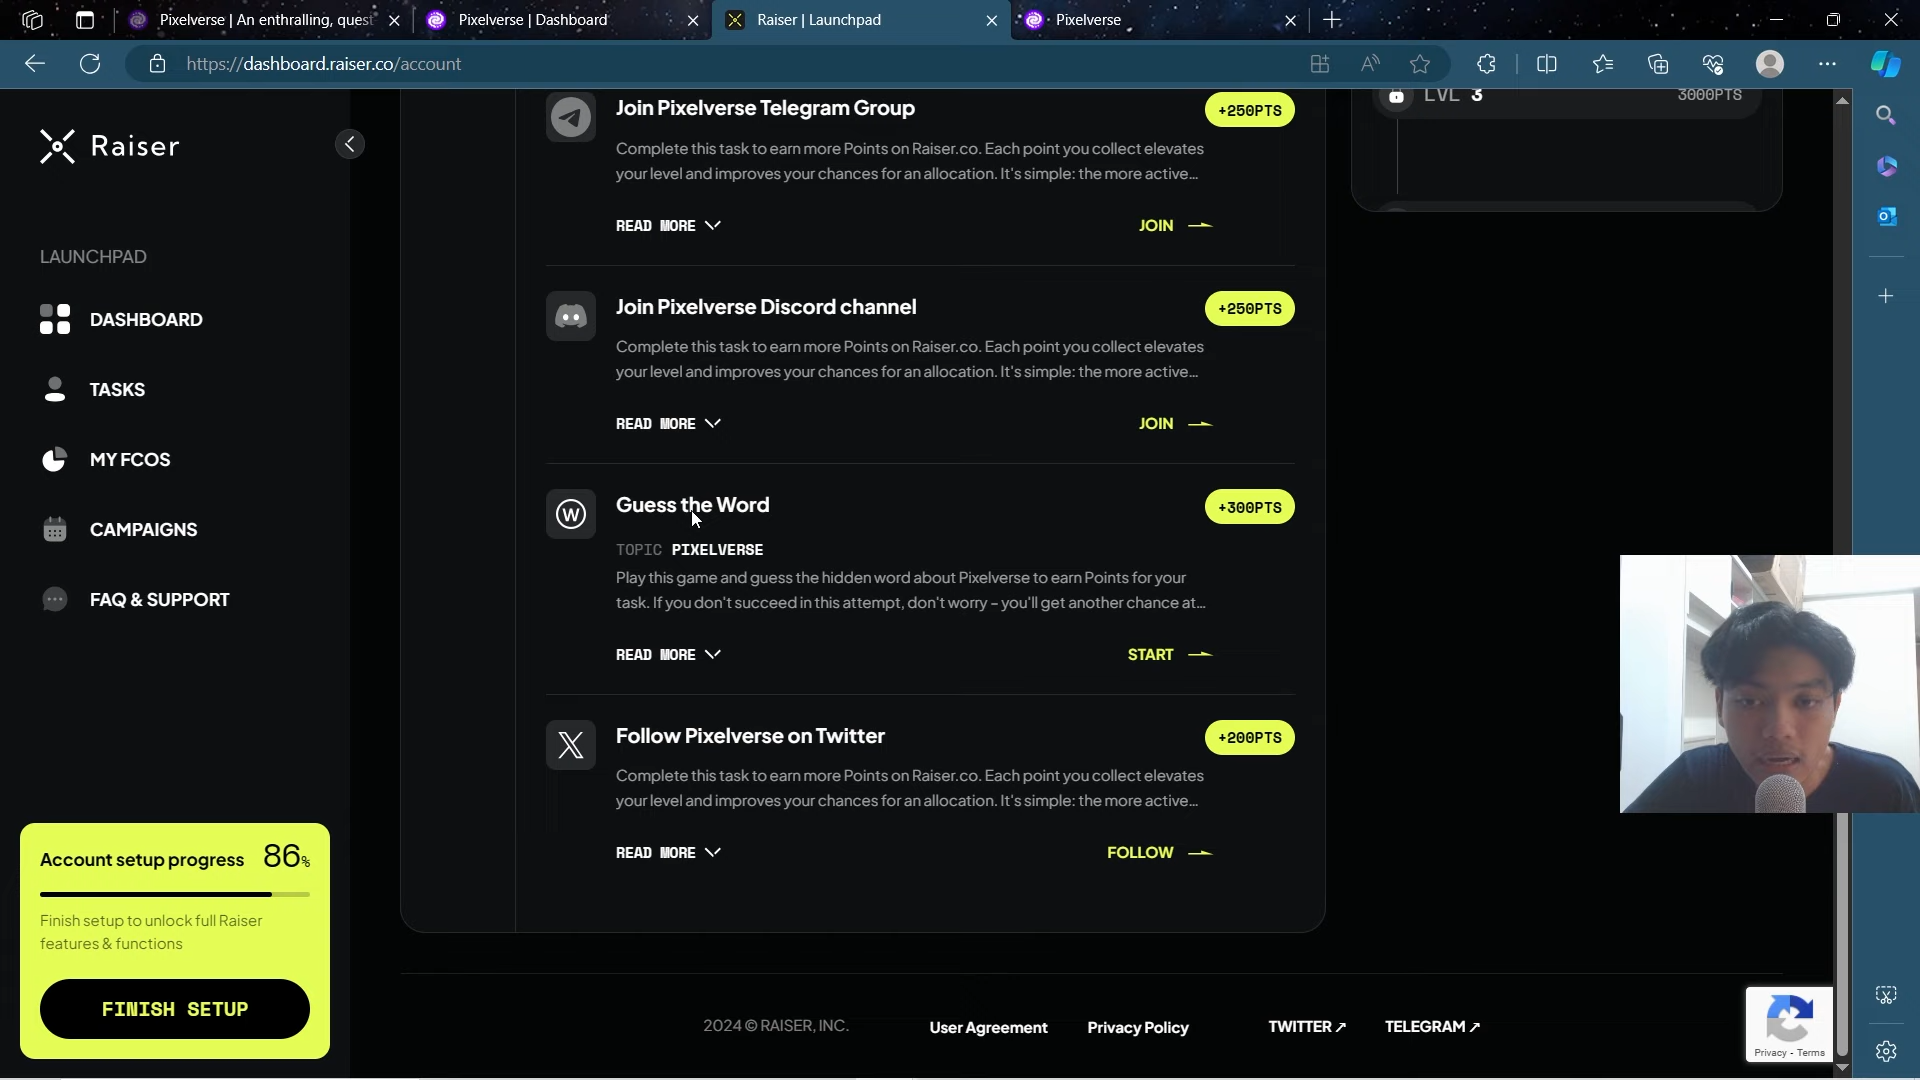 Pixelverse | An enthralling, quest
Pixelverse | Dashboard
Raiser | Launchpad
Pixelverse
https://dashboard.raiser.co/account
Raiser
LAUNCHPAD
DASHBOARD
TASKS
MY FCOS
CAMPAIGNS
FAQ & SUPPORT
Account setup progress 86%
Finish setup to unlock full Raiser
features & functions
FINISH SETUP
Join Pixelverse Telegram Group
+250PTS
Complete this task to earn more Points on Raiser.co. Each point you collect elevates
your level and improves your chances for an allocation. It's simple: the more active...
READ MORE
JOIN
Join Pixelverse Discord channel
+250PTS
Complete this task to earn more Points on Raiser.co. Each point you collect elevates
your level and improves your chances for an allocation. It's simple: the more active...
READ MORE
JOIN
W
Guess the Word
+300PTS
TOPIC PIXELVERSE
Play this game and guess the hidden word about Pixelverse to earn Points for your
task. If you don't succeed in this attempt, don't worry – you'll get another chance at...
READ MORE
START
Follow Pixelverse on Twitter
+200PTS
Complete this task to earn more Points on Raiser.co. Each point you collect elevates
your level and improves your chances for an allocation. It's simple: the more active...
READ MORE
FOLLOW
LVL 3
3000PTS
2024 © RAISER, INC.
User Agreement
Privacy Policy
TWITTER ↗
TELEGRAM ↗
Privacy - Terms